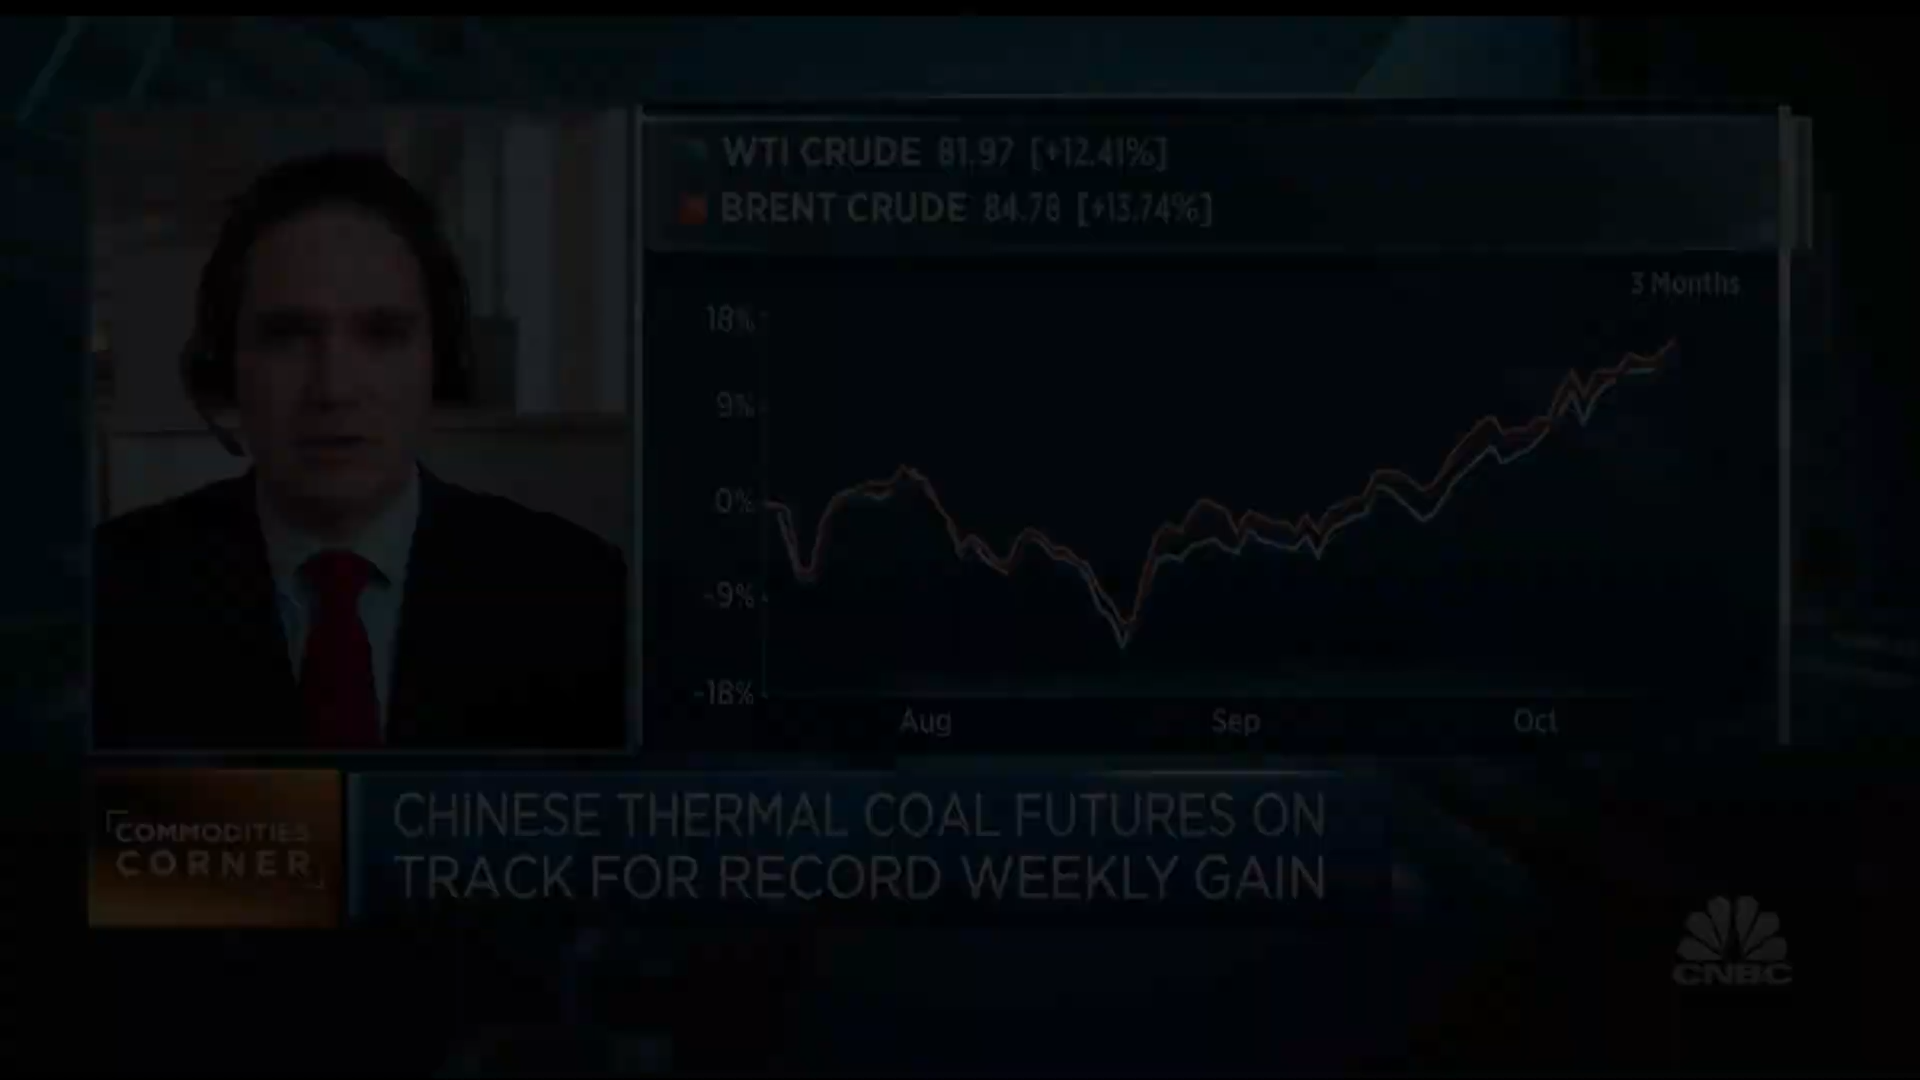 WTI CRUDE 81.97 [+12.41%]
BRENT CRUDE 84.78 [+13.74%]
3 Months
18%
9%
0%
-9%
-18%
Aug Sep Oct
COMMODITIES
CORNER
CHINESE THERMAL COAL FUTURES ON
TRACK FOR RECORD WEEKLY GAIN
CNBC